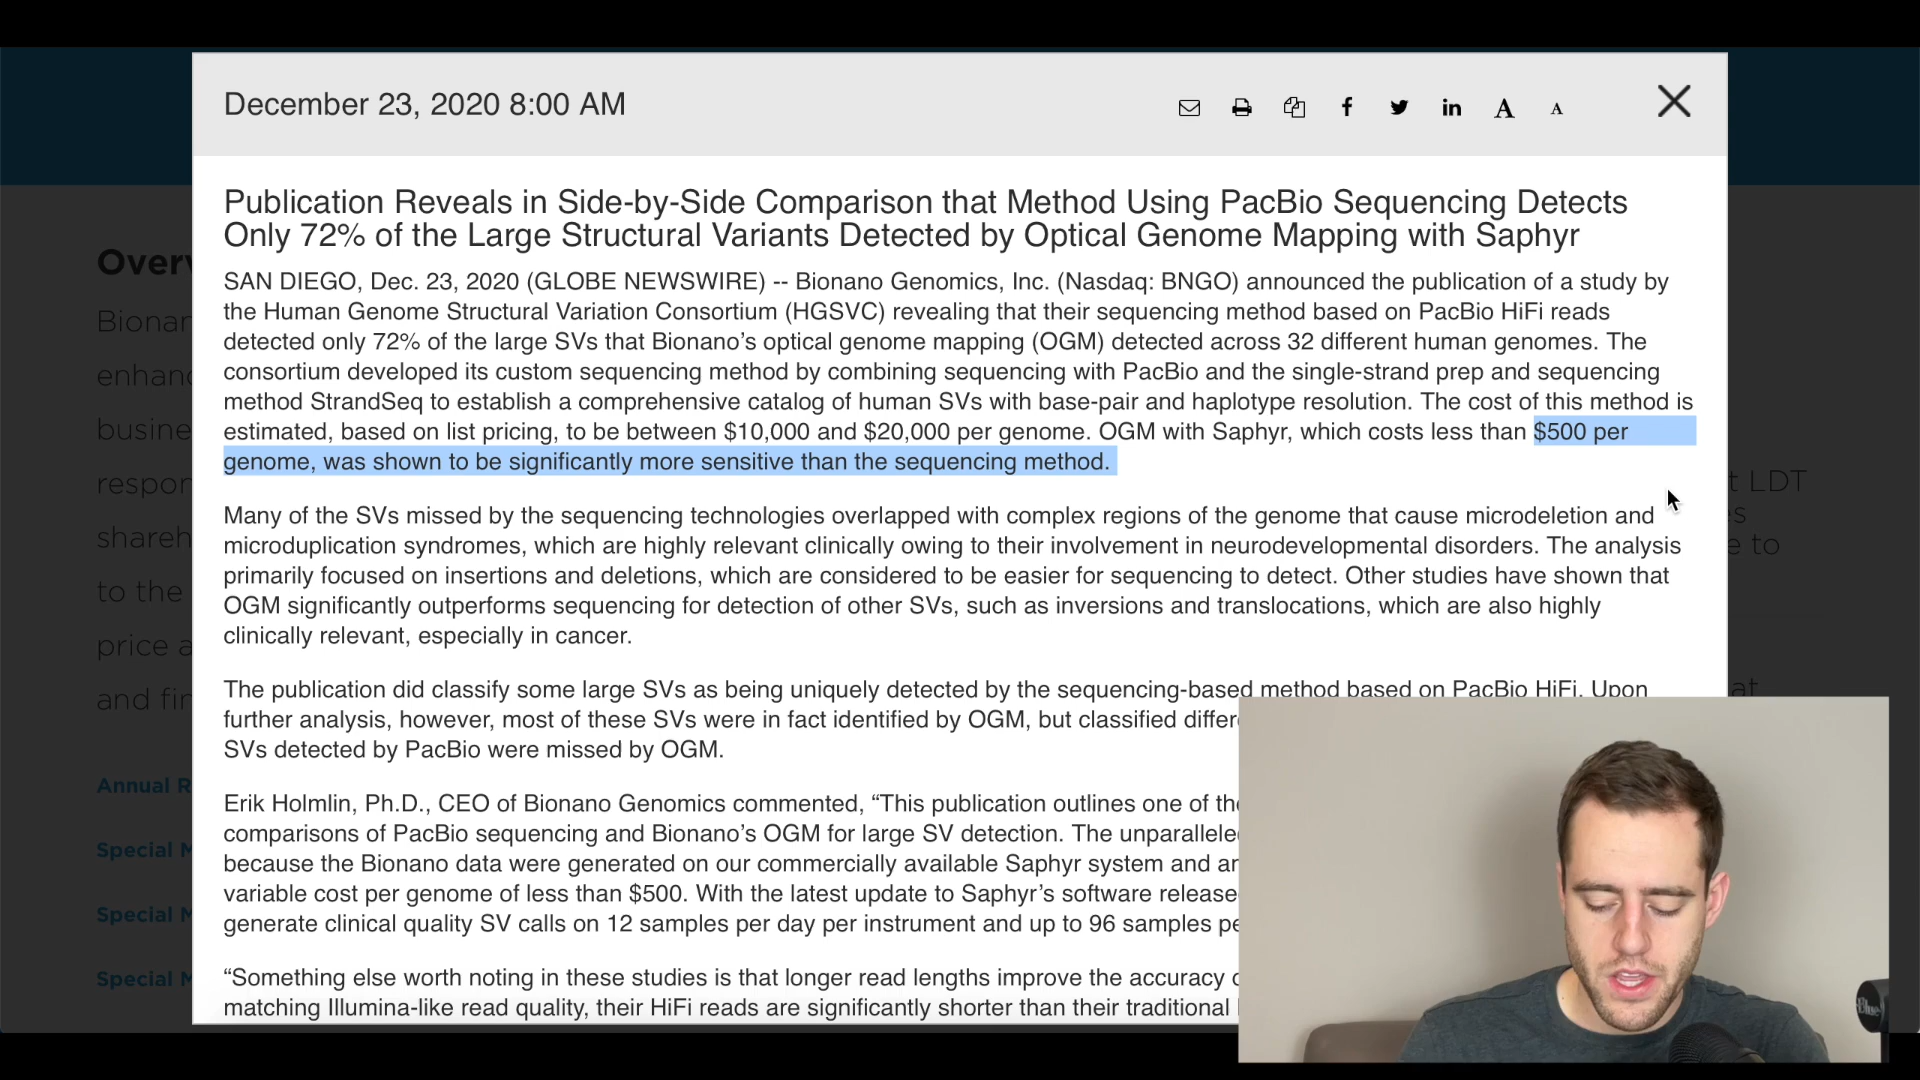 December 23, 2020 8:00 AM
Publication Reveals in Side-by-Side Comparison that Method Using PacBio Sequencing Detects
Only 72% of the Large Structural Variants Detected by Optical Genome Mapping with Saphyr
SAN DIEGO, Dec. 23, 2020 (GLOBE NEWSWIRE) -- Bionano Genomics, Inc. (Nasdaq: BNGO) announced the publication of a study by
the Human Genome Structural Variation Consortium (HGSVC) revealing that their sequencing method based on PacBio HiFi reads
detected only 72% of the large SVs that Bionano’s optical genome mapping (OGM) detected across 32 different human genomes. The
consortium developed its custom sequencing method by combining sequencing with PacBio and the single-strand prep and sequencing
method StrandSeq to establish a comprehensive catalog of human SVs with base-pair and haplotype resolution. The cost of this method is
estimated, based on list pricing, to be between $10,000 and $20,000 per genome. OGM with Saphyr, which costs less than $500 per
genome, was shown to be significantly more sensitive than the sequencing method.
Many of the SVs missed by the sequencing technologies overlapped with complex regions of the genome that cause microdeletion and
microduplication syndromes, which are highly relevant clinically owing to their involvement in neurodevelopmental disorders. The analysis
primarily focused on insertions and deletions, which are considered to be easier for sequencing to detect. Other studies have shown that
OGM significantly outperforms sequencing for detection of other SVs, such as inversions and translocations, which are also highly
clinically relevant, especially in cancer.
The publication did classify some large SVs as being uniquely detected by the sequencing-based method based on PacBio HiFi. Upon
further analysis, however, most of these SVs were in fact identified by OGM, but classified
SVs detected by PacBio were missed by OGM.
Erik Holmlin, Ph.D., CEO of Bionano Genomics commented, “This publication outlines one of
comparisons of PacBio sequencing and Bionano’s OGM for large SV detection. The
because the Bionano data were generated on our commercially available Saphyr system and
variable cost per genome of less than $500. With the latest update to Saphyr’s software
generate clinical quality SV calls on 12 samples per day per instrument and up to 96 samples
“Something else worth noting in these studies is that longer read lengths improve the accuracy
matching Illumina-like read quality, their HiFi reads are significantly shorter than their traditional
Overv
Bionan
enhanc
busine
respon
shareh
to the
price a
and fin
Annual R
Special M
Special M
Special M
t LDT
s
e to
at
Blue